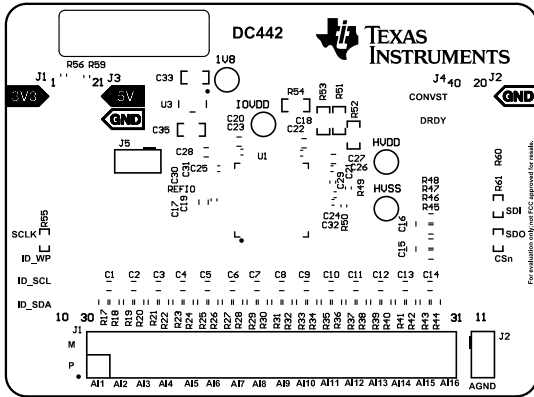 DC442
TEXAS INSTRUMENTS
J1
R56
R59
1
21
J3
3V3
5V
GND
C33
1V8
U3
C35
J5
IOVDD
R54
R53
R51
R52
C20
C23
C18
C22
J4
40
20
J2
GND
CONVST
DRDY
C28
C31
C30
C25
U1
C27
C26
C21
C29
R49
HVDD
HVSS
R60
R61
REFIO
C17
C19
C24
C32
R50
R48
R47
R46
R45
C16
C15
SDI
SDO
CSn
R55
SCLK
ID_WP
ID_SCL
ID_SDA
For evaluation only; not FCC approved for resale.
C1 C2 C3 C4 C5 C6 C7 C8 C9 C10 C11 C12 C13 C14
R17 R18 R19 R20 R21 R22 R23 R24 R25 R26 R27 R28 R29 R30 R31 R32 R33 R34 R35 R36 R37 R38 R39 R40 R41 R42 R43 R44
10 30
31 11
J1
M
P
J2
AI1 AI2 AI3 AI4 AI5 AI6 AI7 AI8 AI9 AI10 AI11 AI12 AI13 AI14 AI15 AI16
AGND